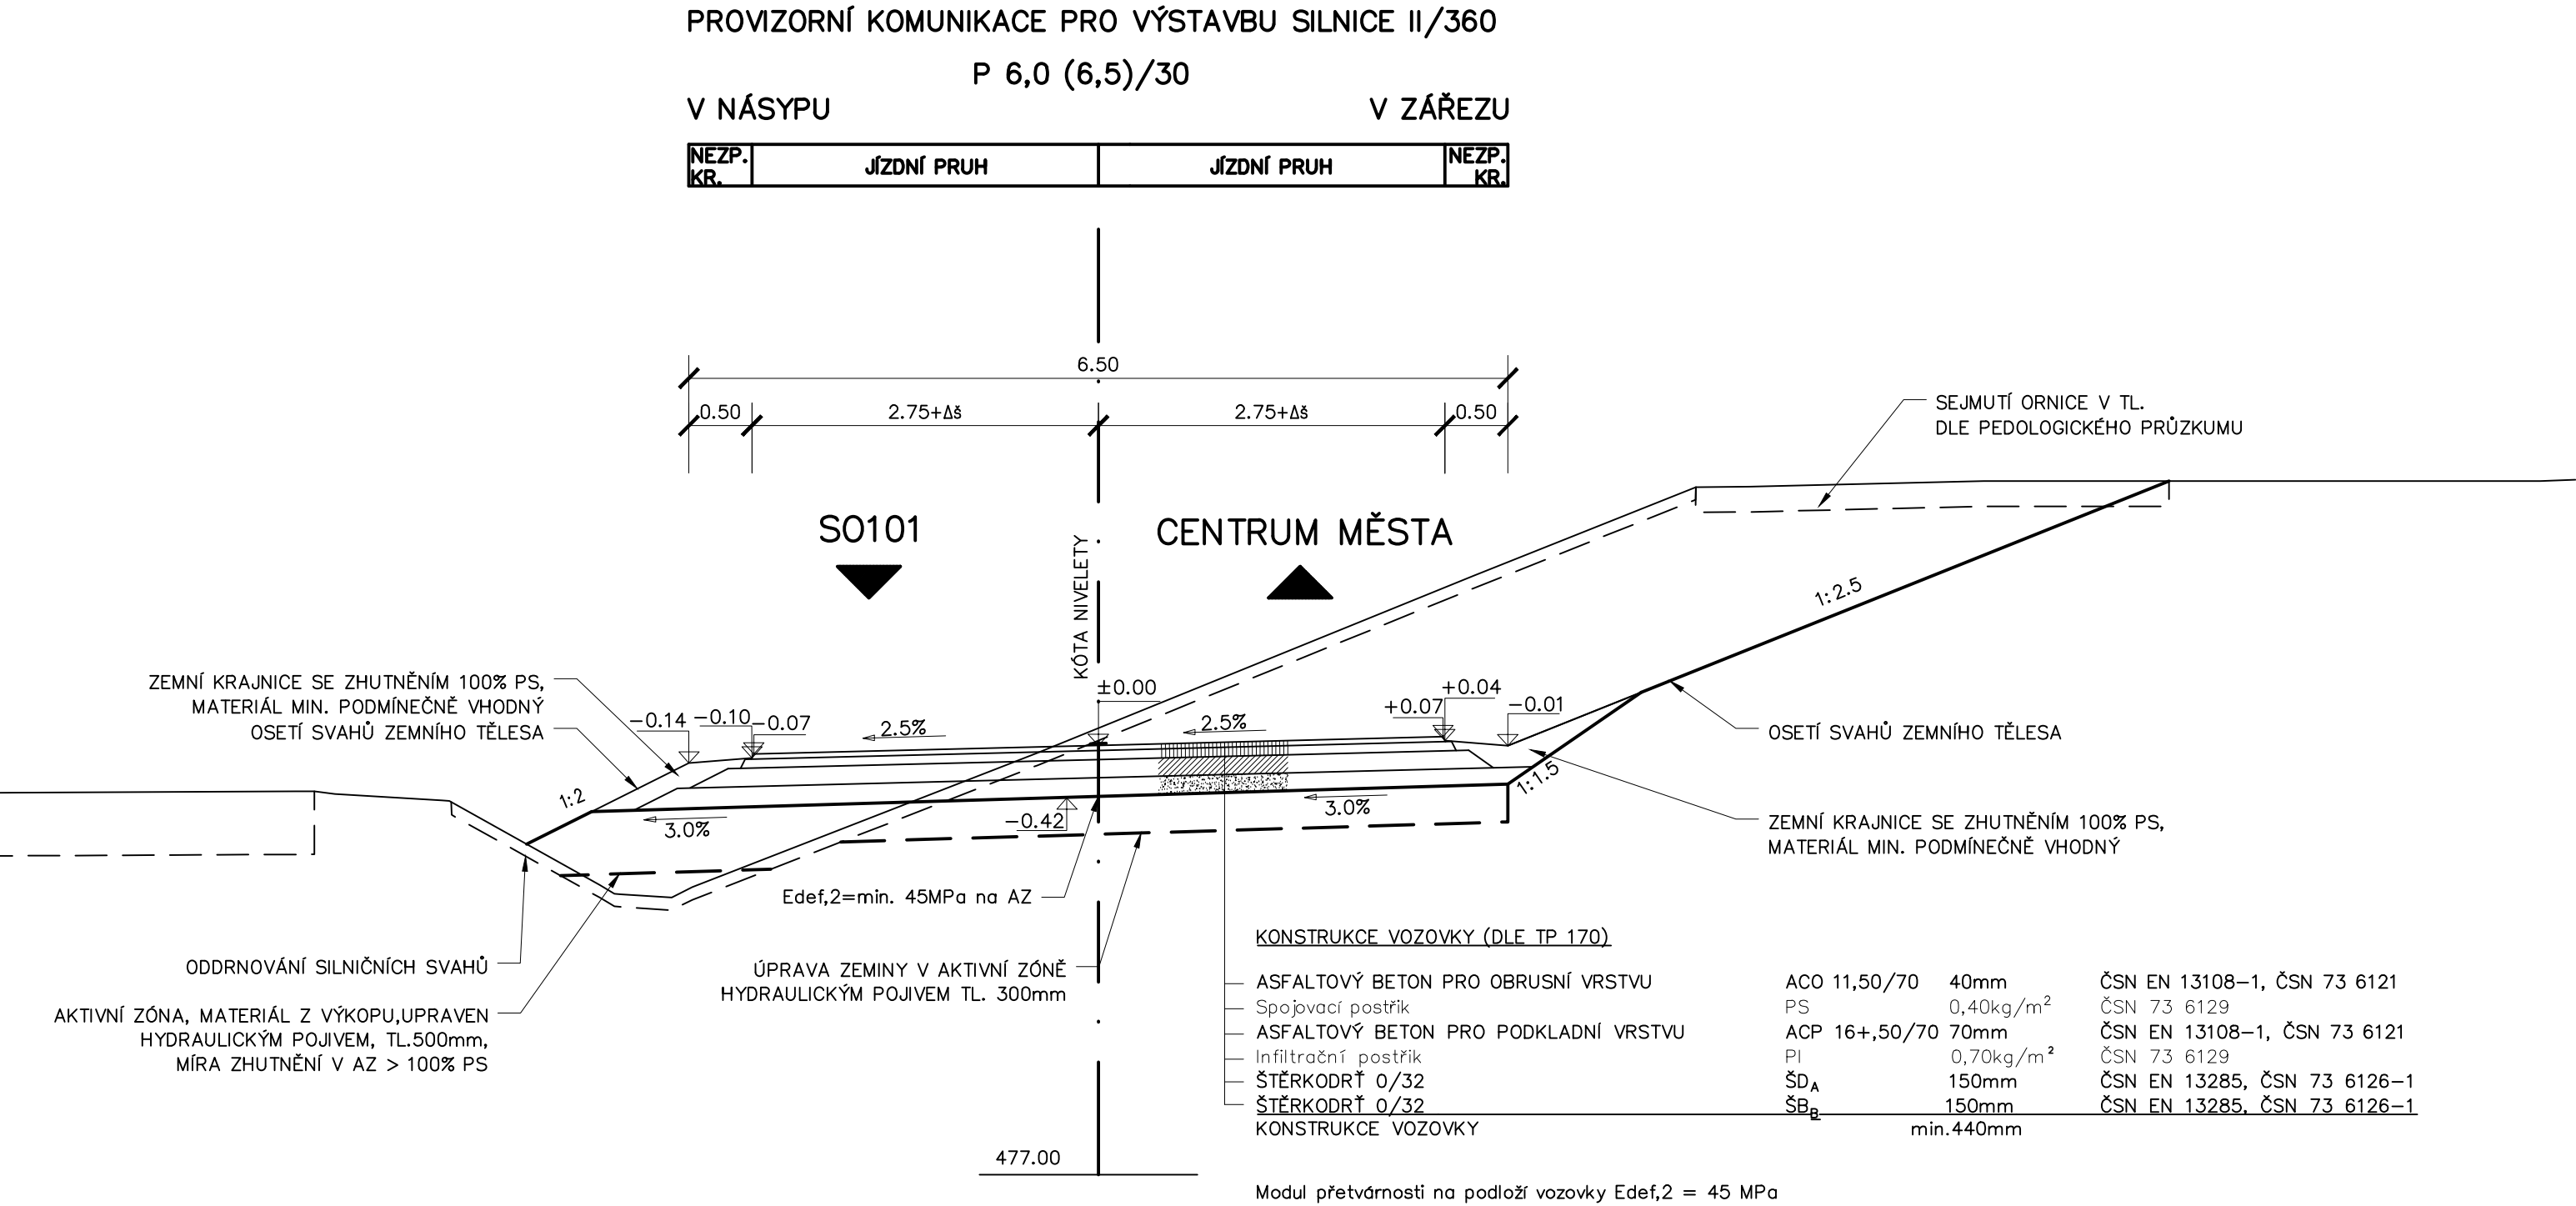 PROVIZORNÍ KOMUNIKACE PRO VÝSTAVBU SILNICE II/360
P 6,0 (6,5)/30
V NÁSYPU
V ZÁŘEZU
NEZP. KR.
JÍZDNÍ PRUH
JÍZDNÍ PRUH
NEZP. KR.
6.50
0.50
2.75+Δš
2.75+Δš
0.50
SEJMUTÍ ORNICE V TL.
DLE PEDOLOGICKÉHO PRŮZKUMU
SO101
CENTRUM MĚSTA
KÓTA NIVELETY
1:2.5
ZEMNÍ KRAJNICE SE ZHUTNĚNÍM 100% PS,
MATERIÁL MIN. PODMÍNEČNĚ VHODNÝ
OSETÍ SVAHŮ ZEMNÍHO TĚLESA
-0.14
-0.10
-0.07
2.5%
±0.00
2.5%
+0.07
+0.04
-0.01
OSETÍ SVAHŮ ZEMNÍHO TĚLESA
1:2
3.0%
-0.42
3.0%
1:1.5
ZEMNÍ KRAJNICE SE ZHUTNĚNÍM 100% PS,
MATERIÁL MIN. PODMÍNEČNĚ VHODNÝ
Edef,2=min. 45MPa na AZ
ODDRNOVÁNÍ SILNIČNÍCH SVAHŮ
ÚPRAVA ZEMINY V AKTIVNÍ ZÓNĚ
HYDRAULICKÝM POJIVEM TL. 300mm
AKTIVNÍ ZÓNA, MATERIÁL Z VÝKOPU,UPRAVEN
HYDRAULICKÝM POJIVEM, TL.500mm,
MÍRA ZHUTNĚNÍ V AZ > 100% PS
KONSTRUKCE VOZOVKY (DLE TP 170)
ASFALTOVÝ BETON PRO OBRUSNÍ VRSTVU ACO 11,50/70 40mm ČSN EN 13108-1, ČSN 73 6121
Spojovací postřik PS 0,40kg/m² ČSN 73 6129
ASFALTOVÝ BETON PRO PODKLADNÍ VRSTVU ACP 16+,50/70 70mm ČSN EN 13108-1, ČSN 73 6121
Infiltrační postřik PI 0,70kg/m² ČSN 73 6129
ŠTĚRKODRŤ 0/32 ŠDA 150mm ČSN EN 13285, ČSN 73 6126-1
ŠTĚRKODRŤ 0/32 ŠBB 150mm ČSN EN 13285, ČSN 73 6126-1
KONSTRUKCE VOZOVKY min.440mm
477.00
Modul přetvárnosti na podloží vozovky Edef,2 = 45 MPa